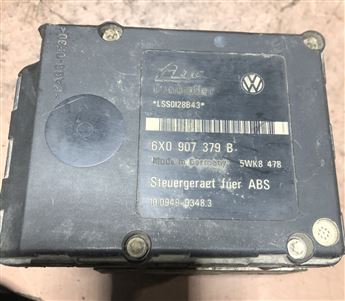 *LSS0128B43*
6X0 907 379 B
Made in Germany 5WK8 478
Steuergeraet fuer ABS
10.0949-0348.3